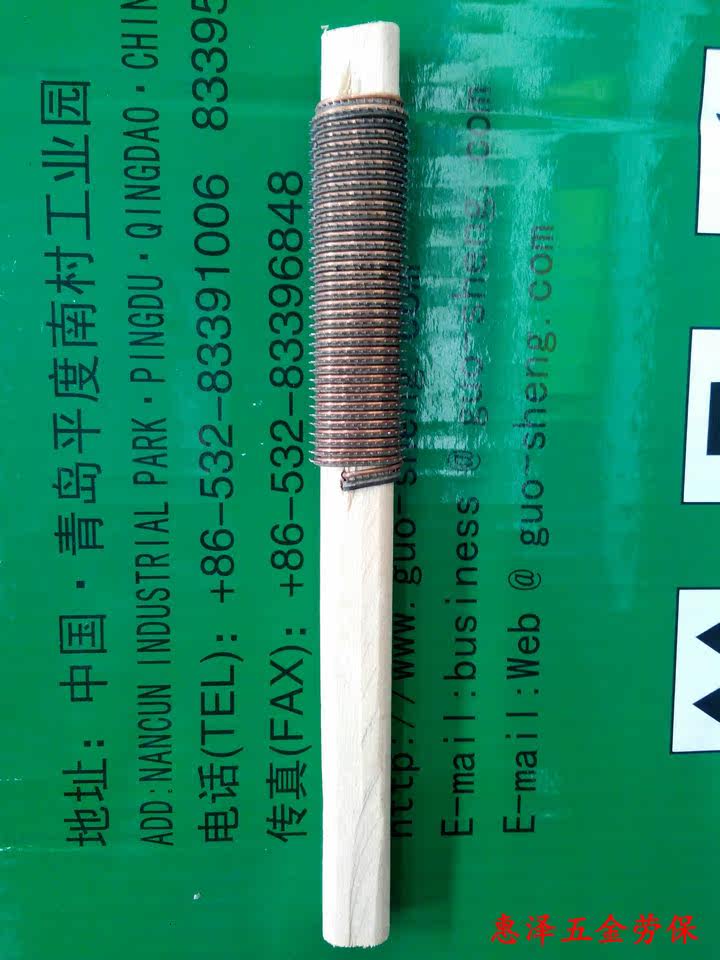 地址：中国·青岛平度南村工业园
ADD:NANCUN INDUSTRIAL PARK·PINGDU·QINGDAO·CHIN
电话(TEL)：+86-532-83391006 83395
传真(FAX)：+86-532-83396848
http://www.guo-sheng.com
E-mail:business @ guo-sheng.com
E-mail:Web @ guo-sheng.com
惠泽五金劳保